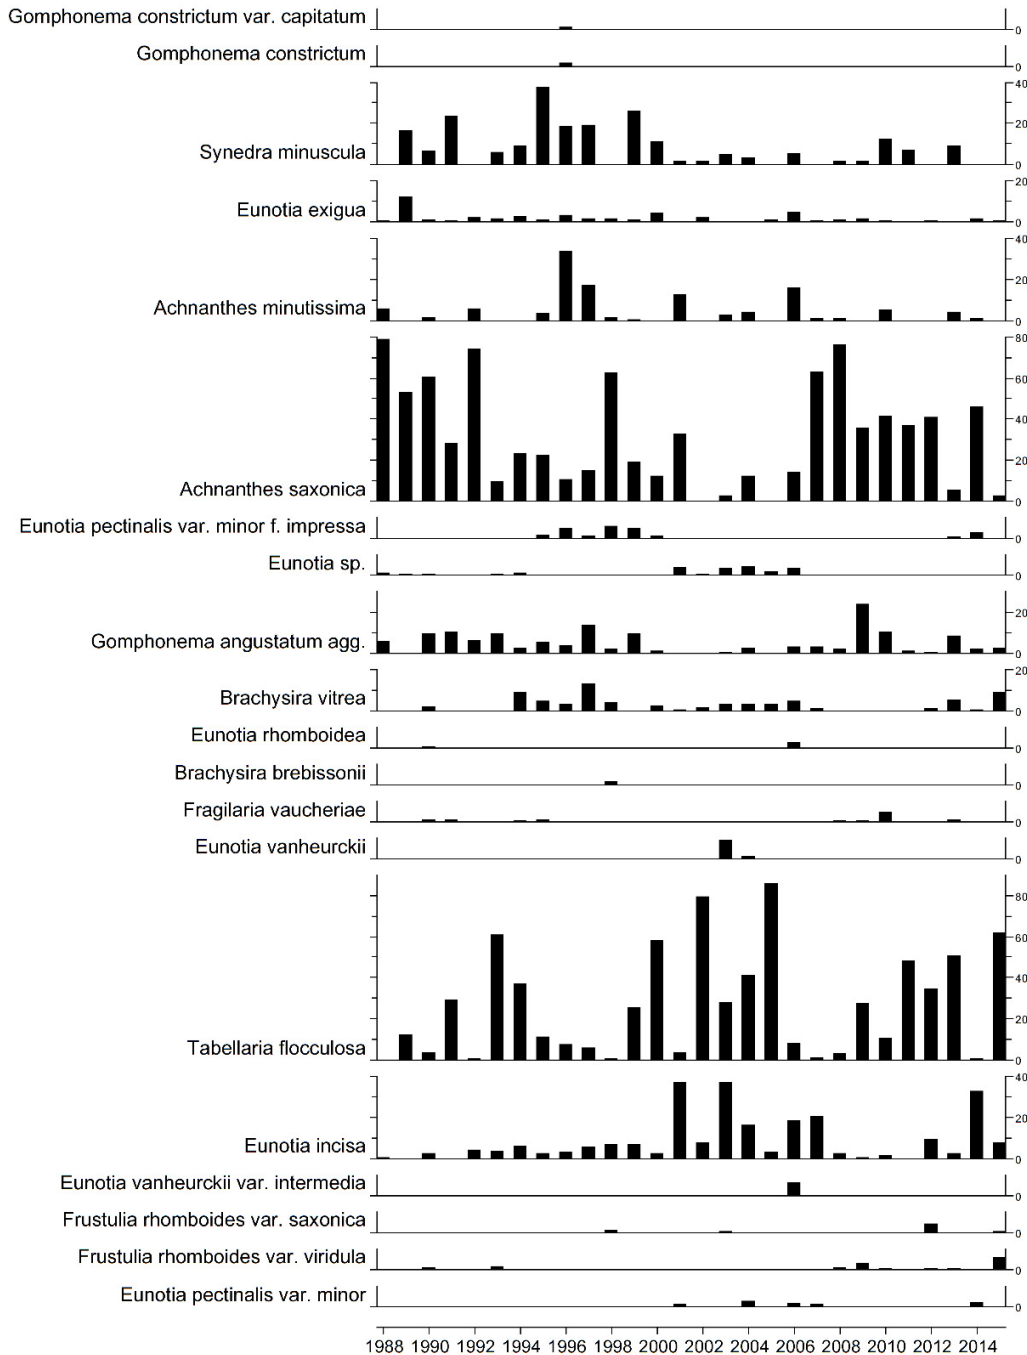 Gomphonema constrictum var. capitatum
0
Gomphonema constrictum
0
40
20
Synedra minuscula
0
20
Eunotia exigua
0
40
20
Achnanthes minutissima
0
80
60
40
20
Achnanthes saxonica
0
Eunotia pectinalis var. minor f. impressa
0
Eunotia sp.
0
20
Gomphonema angustatum agg.
0
20
Brachysira vitrea
0
Eunotia rhomboidea
0
Brachysira brebissonii
0
Fragilaria vaucheriae
0
Eunotia vanheurckii
0
80
60
40
20
Tabellaria flocculosa
0
40
20
Eunotia incisa
0
Eunotia vanheurckii var. intermedia
0
Frustulia rhomboides var. saxonica
0
Frustulia rhomboides var. viridula
0
Eunotia pectinalis var. minor
0
1988 1990 1992 1994 1996 1998 2000 2002 2004 2006 2008 2010 2012 2014